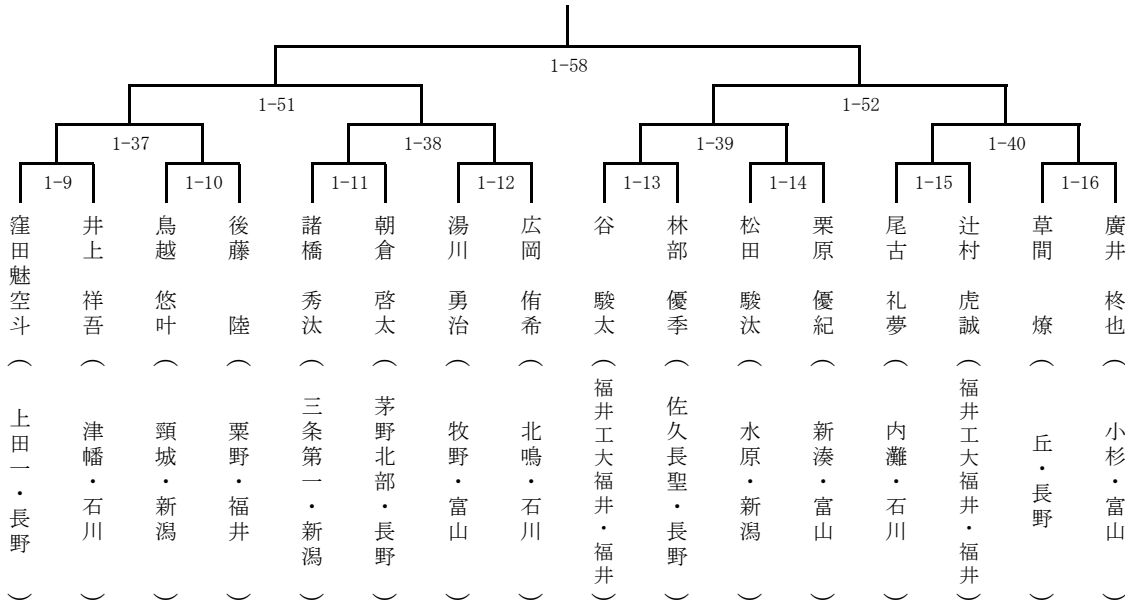 1-58
1-51
1-52
1-37
1-38
1-39
1-40
1-9
1-10
1-11
1-12
1-13
1-14
1-15
1-16
窪田魅空斗（上田一・長野）
井上 祥吾（津幡・石川）
鳥越 悠叶（頸城・新潟）
後藤 陸（粟野・福井）
諸橋 秀汰（三条第一・新潟）
朝倉 啓太（茅野北部・長野）
湯川 勇治（牧野・富山）
広岡 侑希（北鳴・石川）
谷 駿太（福井工大福井・福井）
林部 優季（佐久長聖・長野）
松田 駿汰（水原・新潟）
栗原 優紀（新湊・富山）
尾古 礼夢（内灘・石川）
辻村 虎誠（福井工大福井・福井）
草間 燎（丘・長野）
廣井 柊也（小杉・富山）